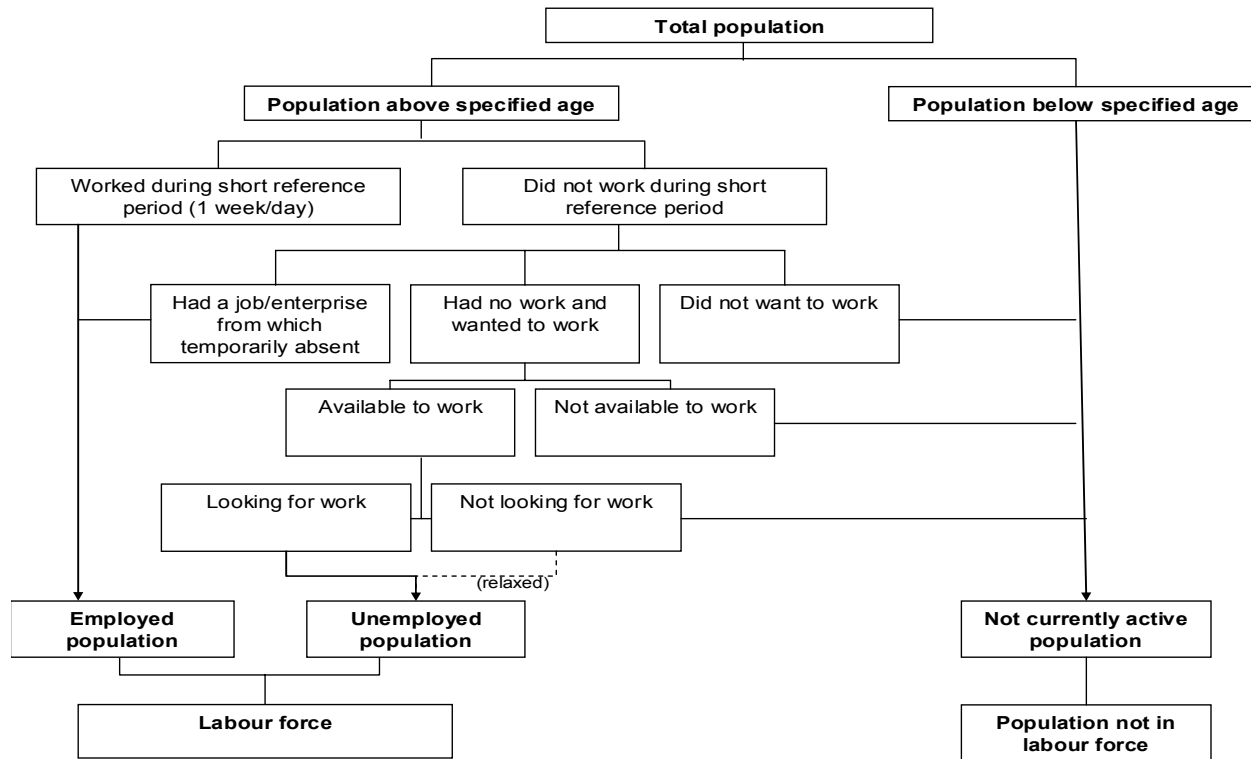 Total population
Population above specified age
Population below specified age
Worked during short reference
period (1 week/day)
Did not work during short
reference period
Had a job/enterprise
from which
temporarily absent
Had no work and
wanted to work
Did not want to work
Available to work
Not available to work
Looking for work
Not looking for work
(relaxed)
Employed
population
Unemployed
population
Not currently active
population
Labour force
Population not in
labour force